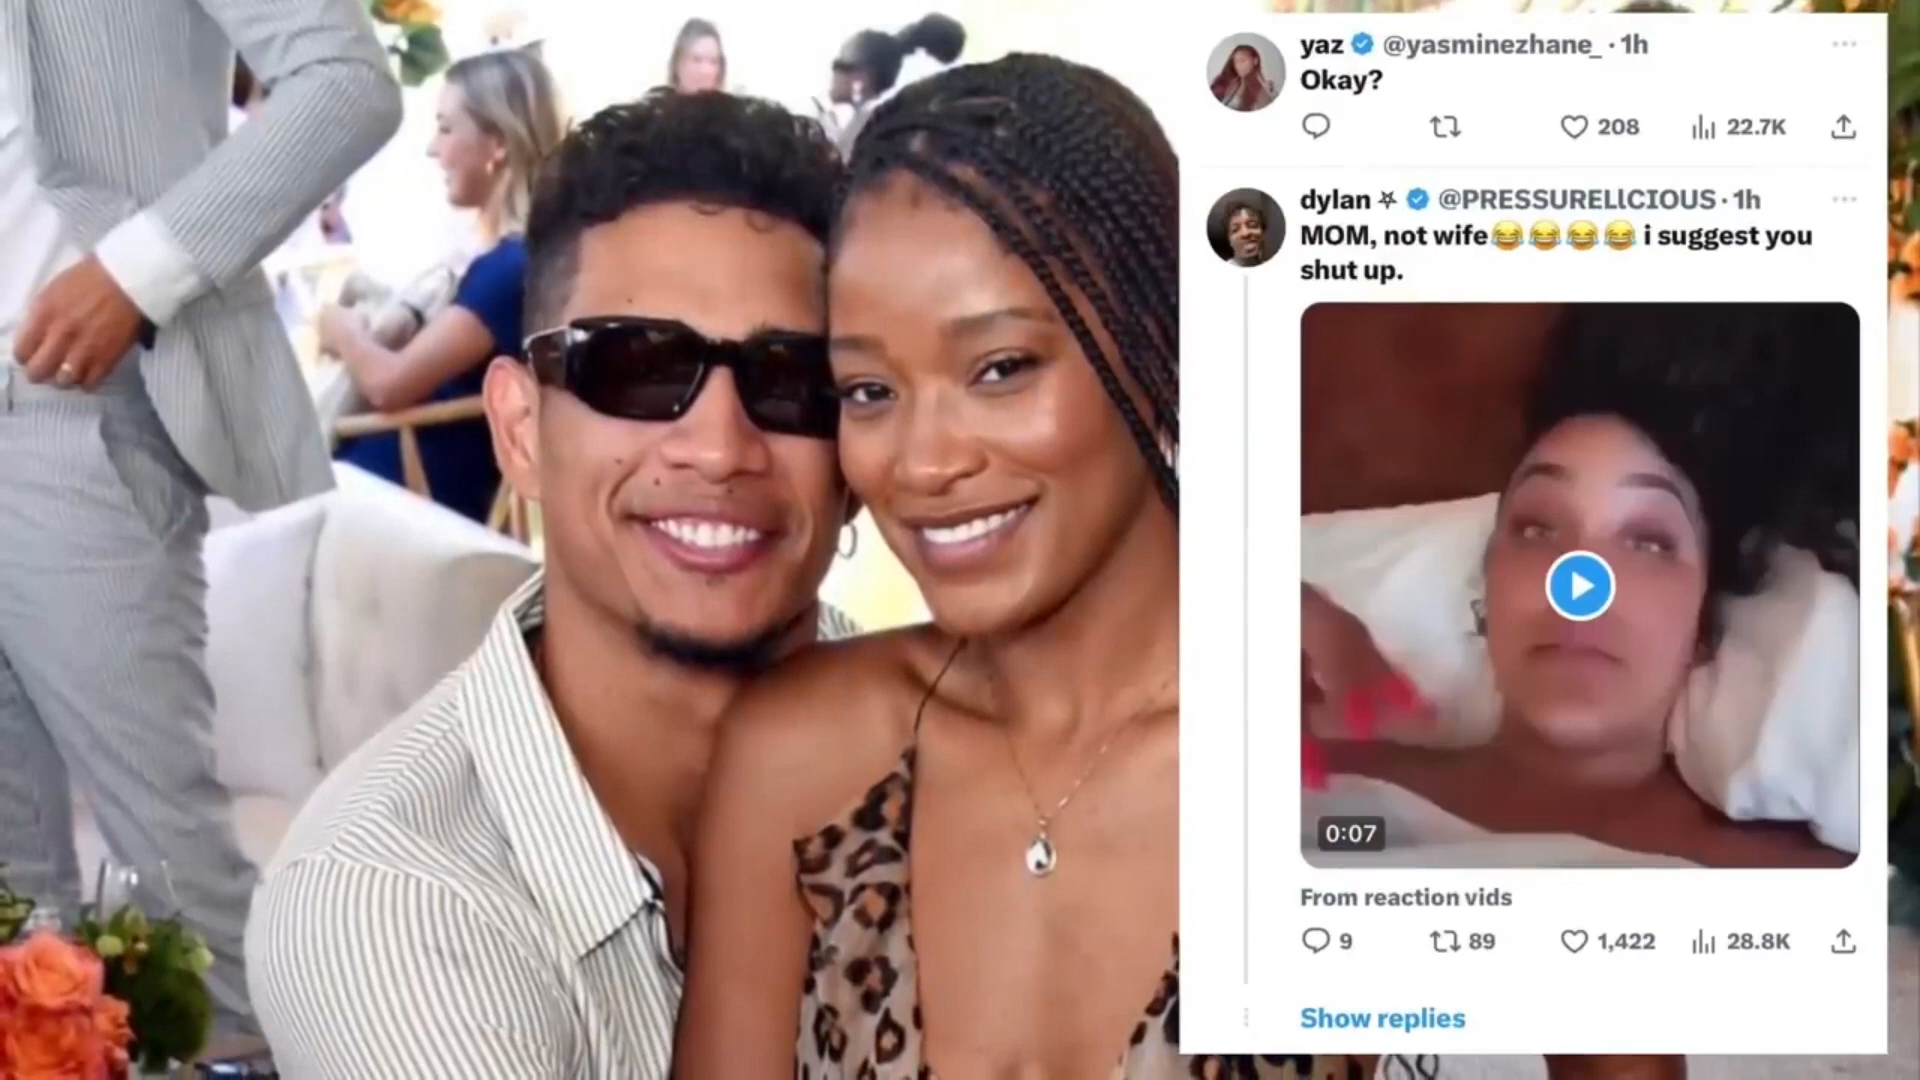 yaz @yasminezhane_ · 1h
Okay?
208 22.7K
dylan @PRESSURELLCIOUS · 1h
MOM, not wife😂😂😂😂 i suggest you
shut up.
0:07
From reaction vids
9 89 1,422 28.8K
Show replies